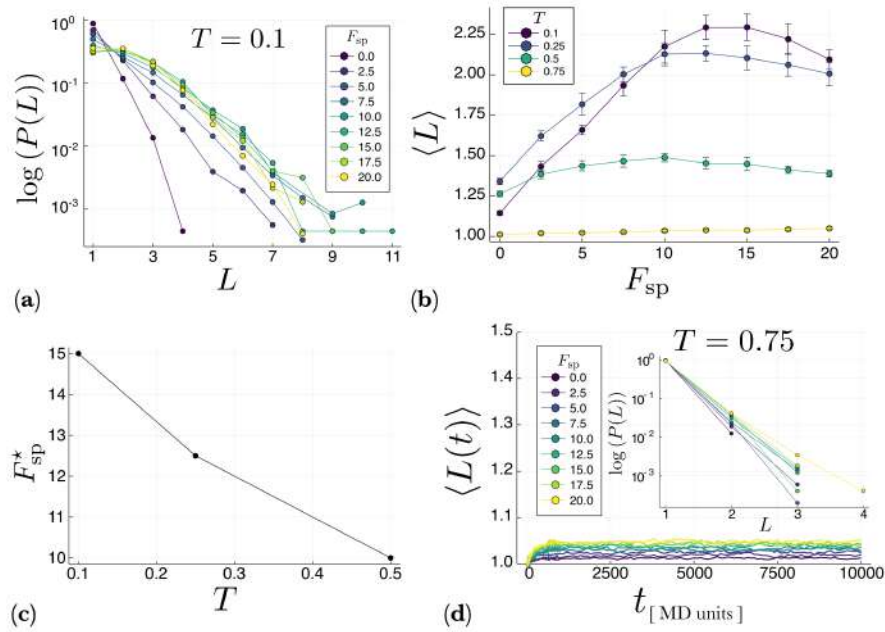 T = 0.1
F_sp
0.0
2.5
5.0
7.5
10.0
12.5
15.0
17.5
20.0
log (P(L))
10^0
10^-1
10^-2
10^-3
1 3 5 7 9 11
L
(a)
T
0.1
0.25
0.5
0.75
⟨L⟩
2.25
2.00
1.75
1.50
1.25
1.00
0 5 10 15 20
F_sp
(b)
F*_sp
15
14
13
12
11
10
0.1 0.2 0.3 0.4 0.5
T
(c)
⟨L(t)⟩
1.5
1.4
1.3
1.2
1.1
1.0
F_sp
0.0
2.5
5.0
7.5
10.0
12.5
15.0
17.5
20.0
T = 0.75
log (P(L))
10^0
10^-1
10^-2
10^-3
1 2 3 4
L
0 2500 5000 7500 10000
t [ MD units ]
(d)